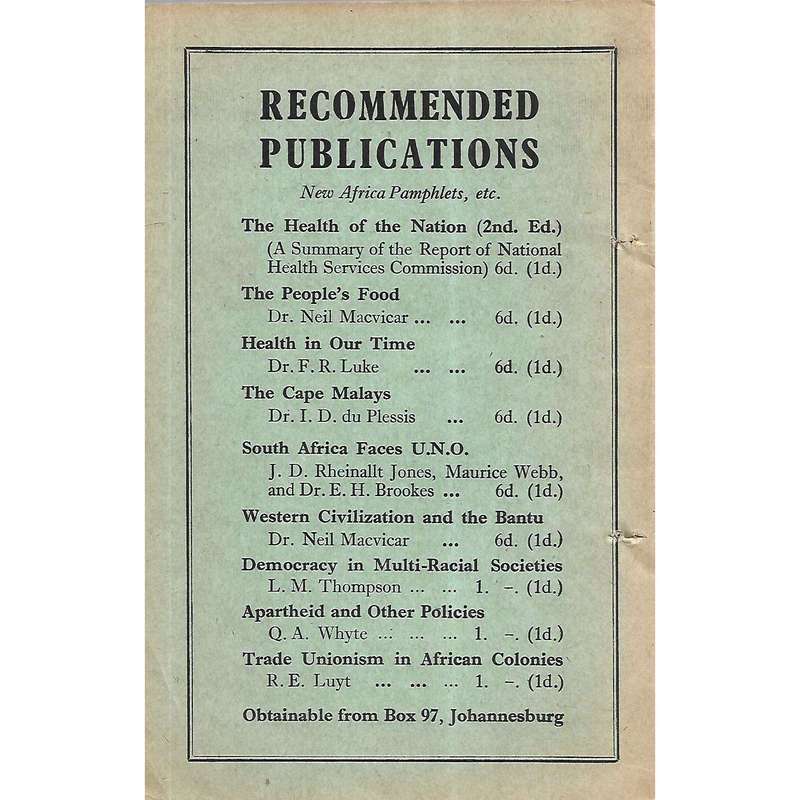 RECOMMENDED
PUBLICATIONS
New Africa Pamphlets, etc.
The Health of the Nation (2nd. Ed.)
(A Summary of the Report of National
Health Services Commission) 6d. (1d.)
The People's Food
Dr. Neil Macvicar ... ... 6d. (1d.)
Health in Our Time
Dr. F. R. Luke ... ... 6d. (1d.)
The Cape Malays
Dr. I. D. du Plessis ... 6d. (1d.)
South Africa Faces U.N.O.
J. D. Rheinallt Jones, Maurice Webb,
and Dr. E. H. Brookes ... 6d. (1d.)
Western Civilization and the Bantu
Dr. Neil Macvicar ... 6d. (1d.)
Democracy in Multi-Racial Societies
L. M. Thompson ... ... 1. –. (1d.)
Apartheid and Other Policies
Q. A. Whyte ... ... ... 1. –. (1d.)
Trade Unionism in African Colonies
R. E. Luyt ... ... ... 1. –. (1d.)
Obtainable from Box 97, Johannesburg